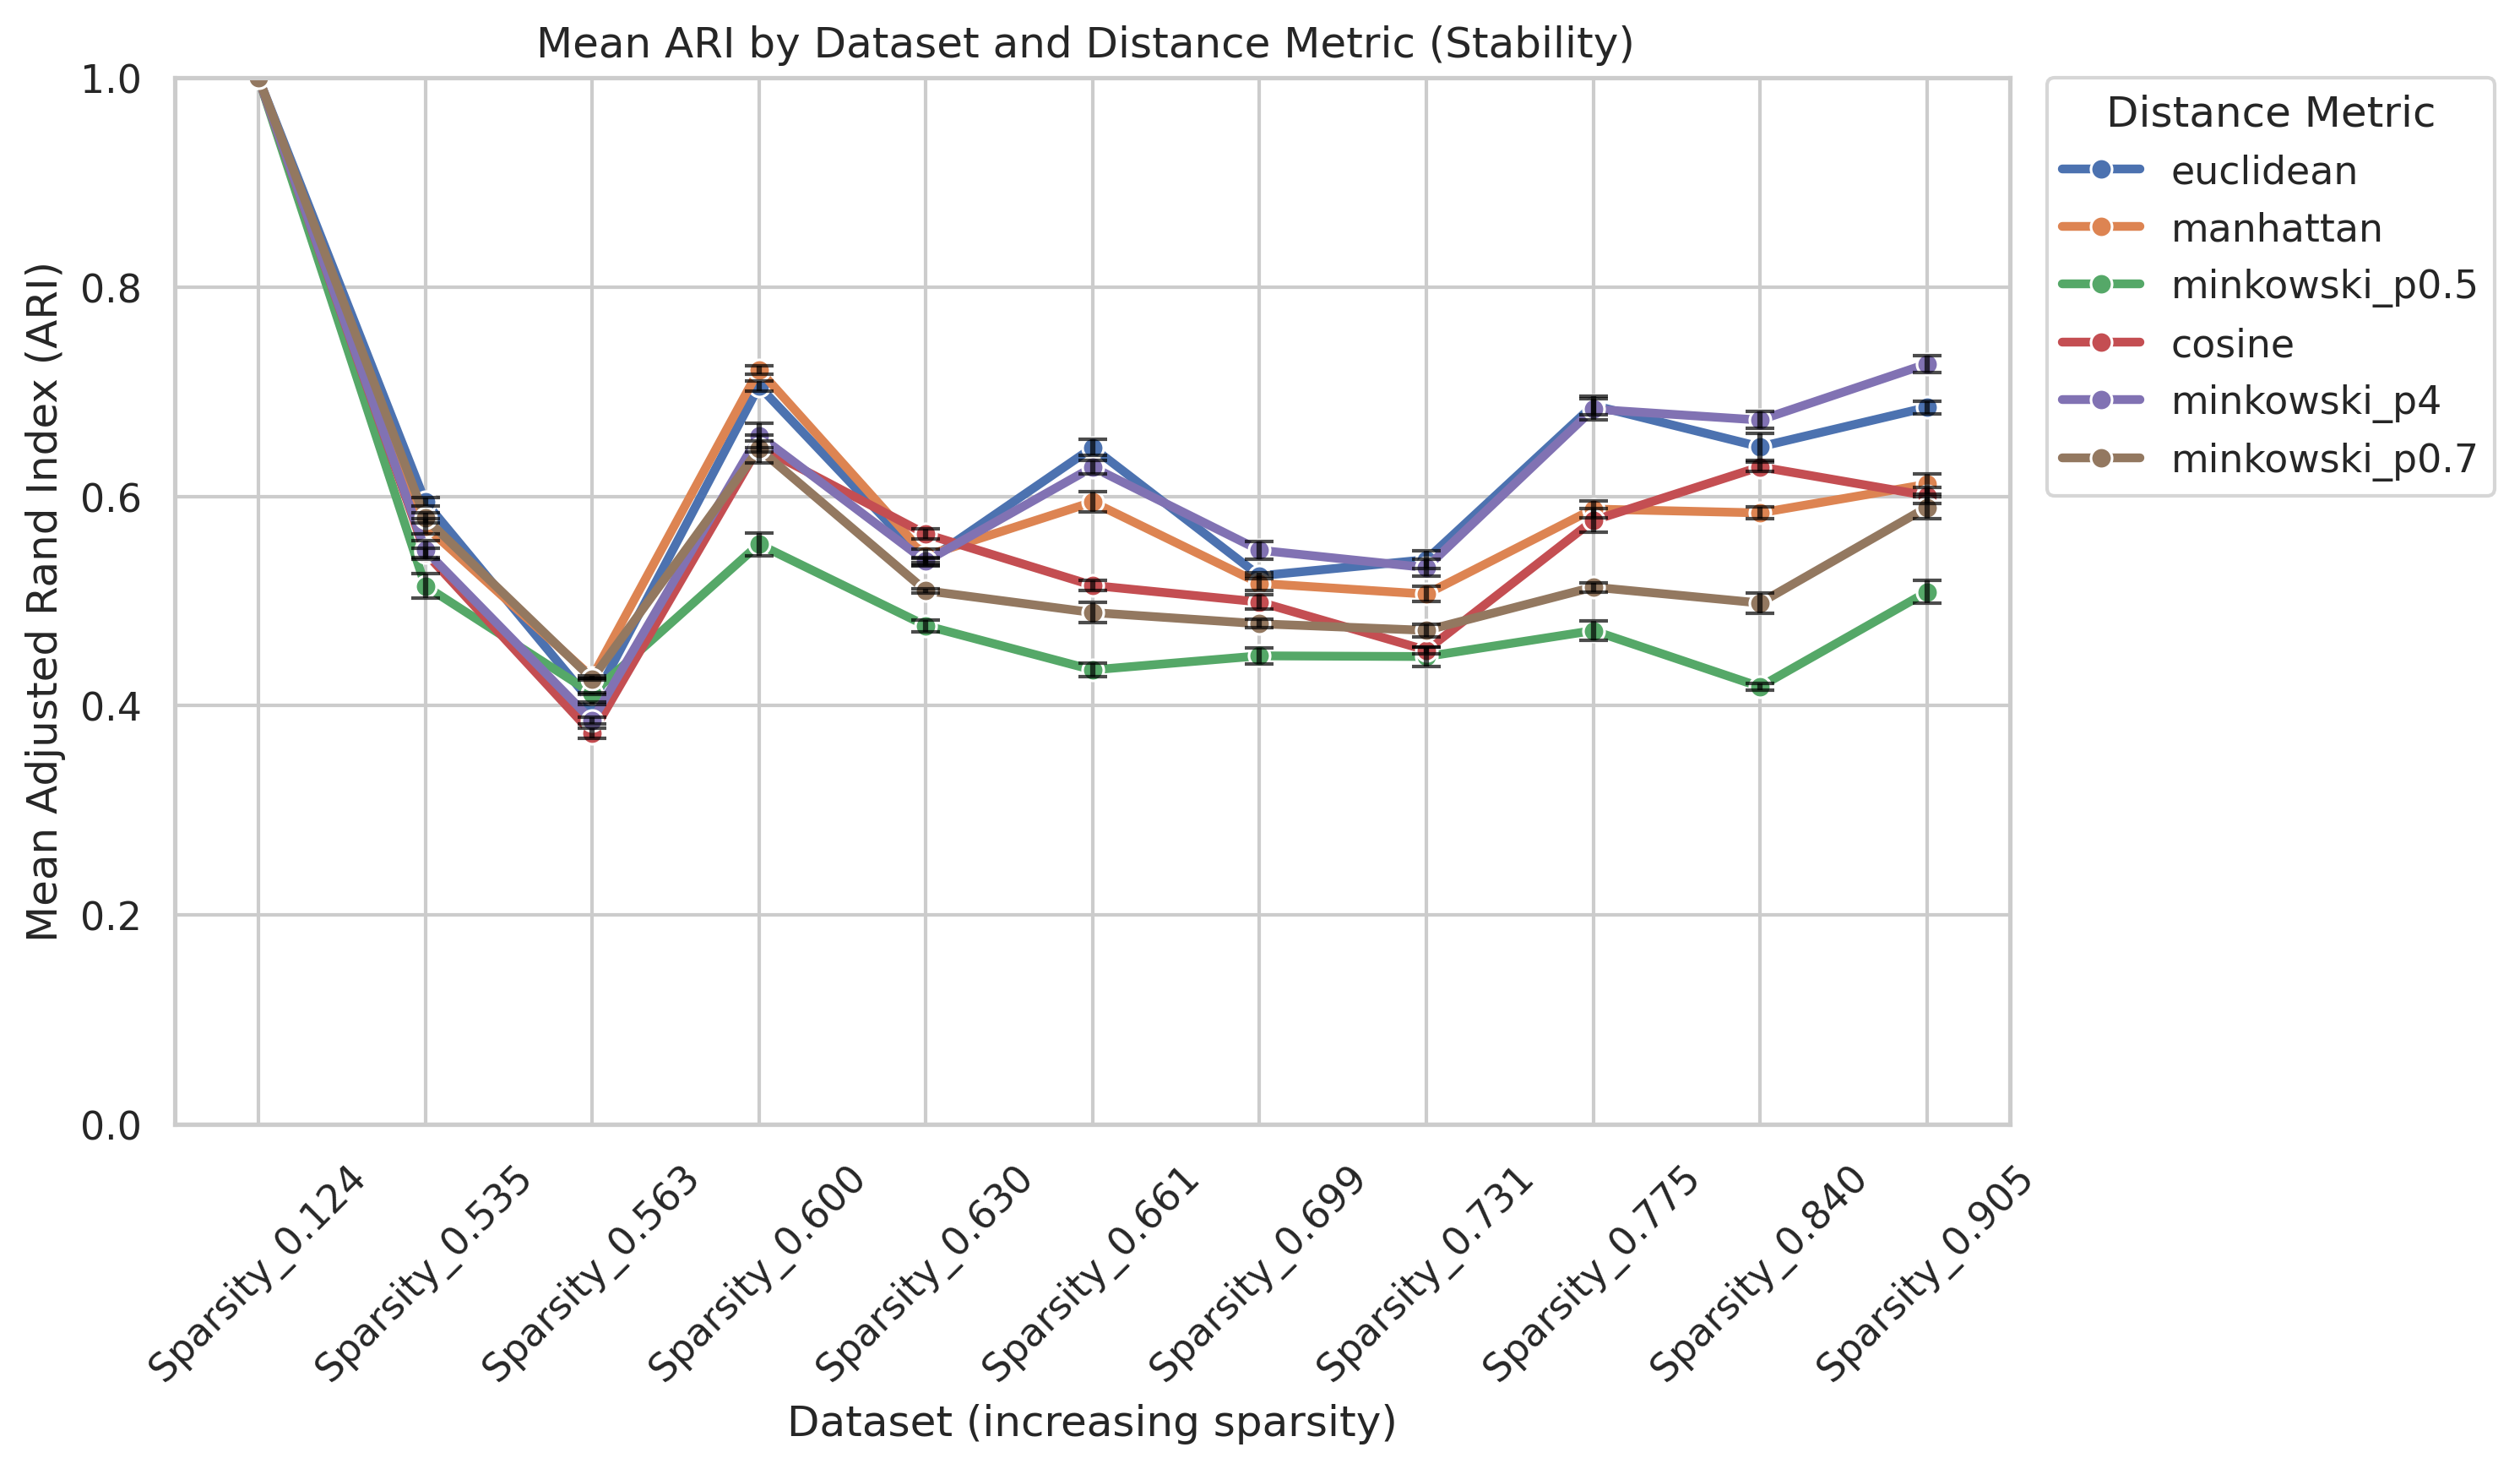 Mean ARI by Dataset and Distance Metric (Stability)
Mean Adjusted Rand Index (ARI)
1.0
0.8
0.6
0.4
0.2
0.0
Sparsity_0.124
Sparsity_0.535
Sparsity_0.563
Sparsity_0.600
Sparsity_0.630
Sparsity_0.661
Sparsity_0.699
Sparsity_0.731
Sparsity_0.775
Sparsity_0.840
Sparsity_0.905
Dataset (increasing sparsity)
Distance Metric
euclidean
manhattan
minkowski_p0.5
cosine
minkowski_p4
minkowski_p0.7